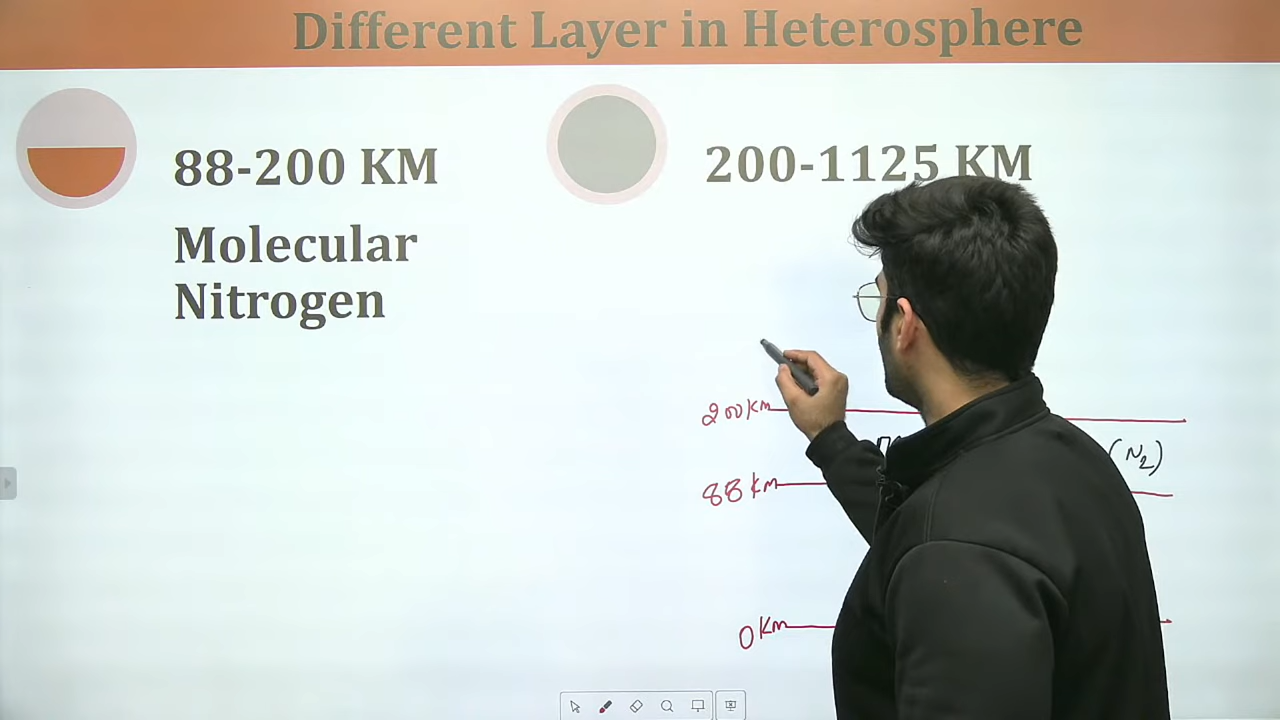 Different Layer in Heterosphere
88-200 KM
Molecular
Nitrogen
200-1125 KM
200 km
(N2)
88 km
0 km